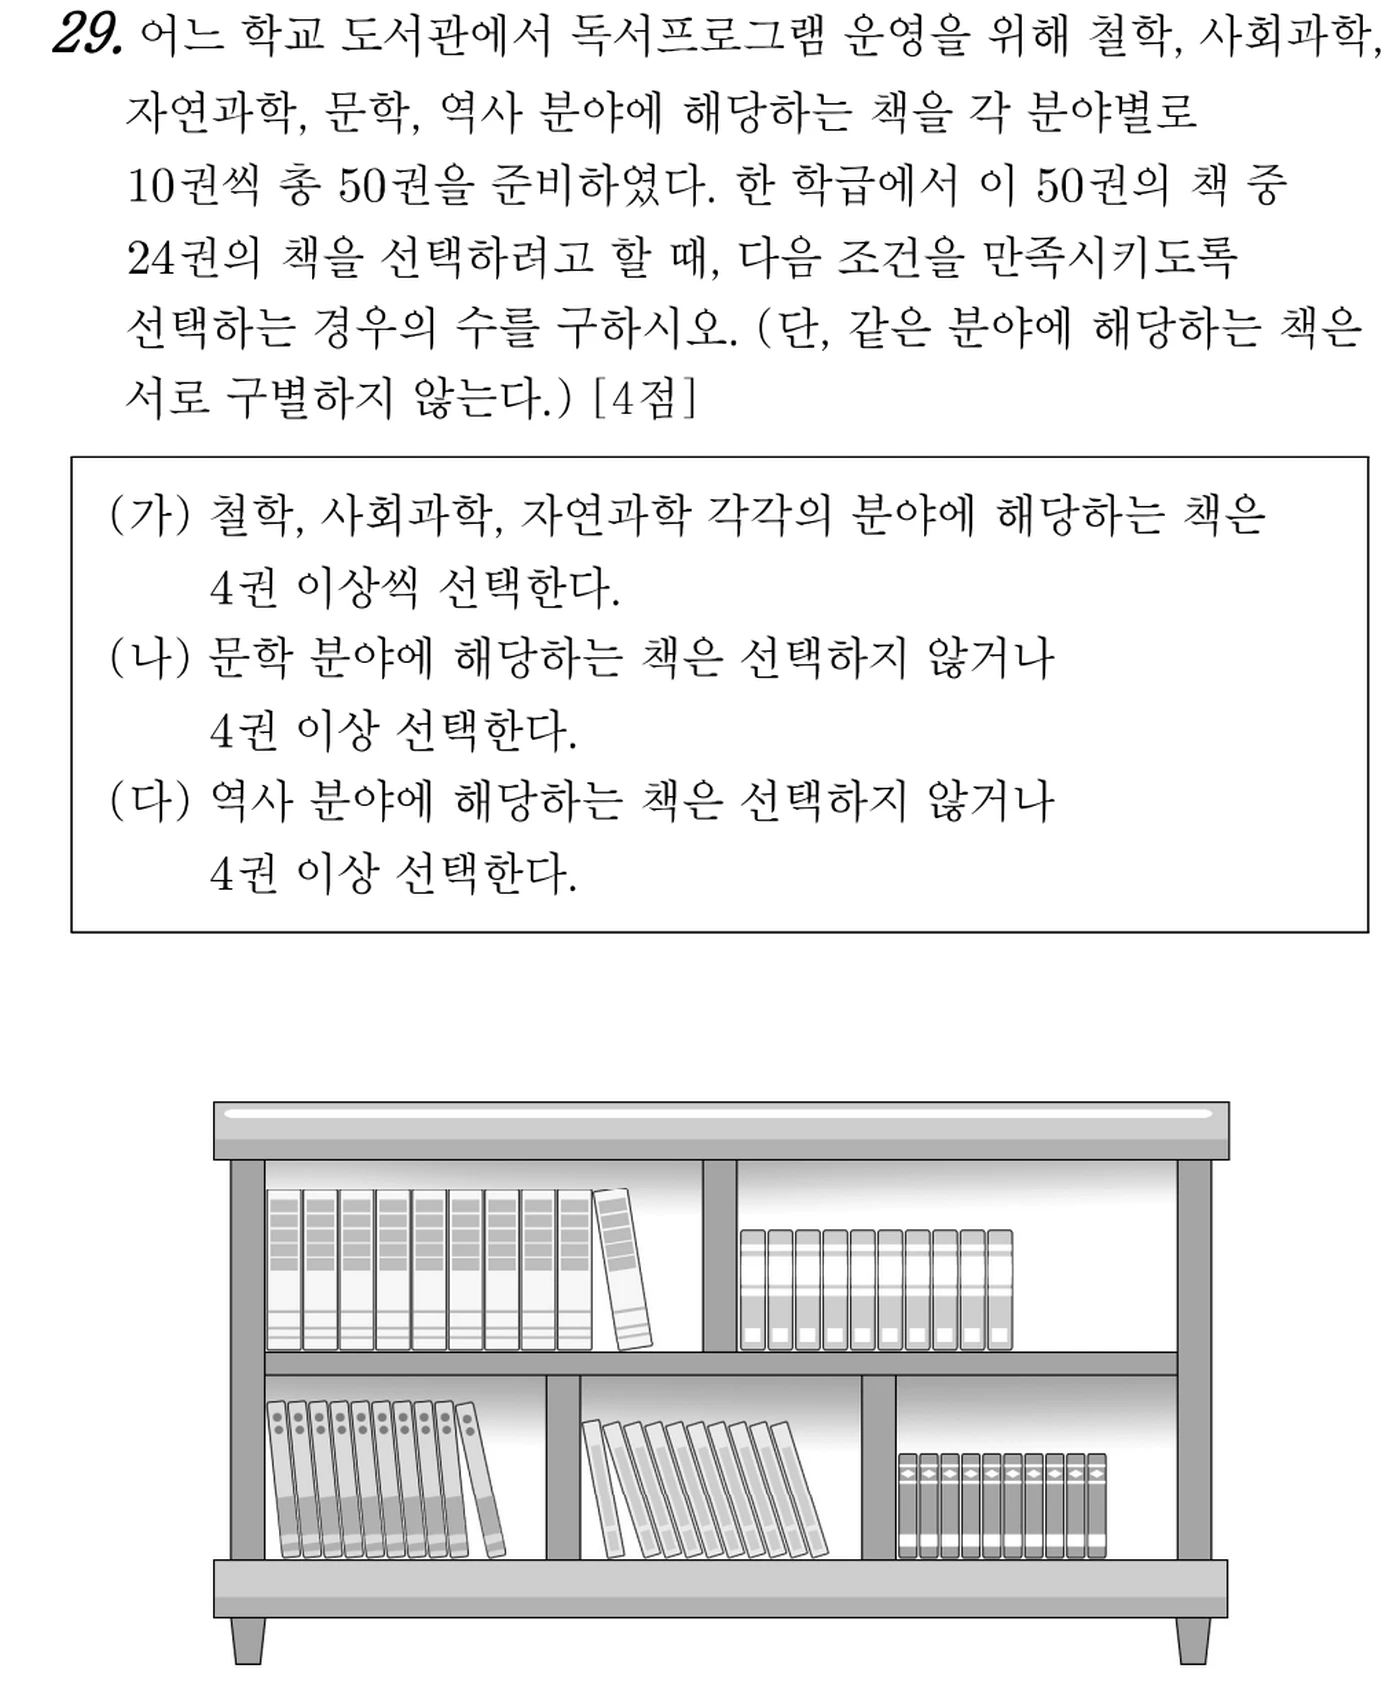 29. 어느 학교 도서관에서 독서프로그램 운영을 위해 철학, 사회과학,
자연과학, 문학, 역사 분야에 해당하는 책을 각 분야별로
10권씩 총 50권을 준비하였다. 한 학급에서 이 50권의 책 중
24권의 책을 선택하려고 할 때, 다음 조건을 만족시키도록
선택하는 경우의 수를 구하시오. (단, 같은 분야에 해당하는 책은
서로 구별하지 않는다.) [4점]
(가) 철학, 사회과학, 자연과학 각각의 분야에 해당하는 책은
4권 이상씩 선택한다.
(나) 문학 분야에 해당하는 책은 선택하지 않거나
4권 이상 선택한다.
(다) 역사 분야에 해당하는 책은 선택하지 않거나
4권 이상 선택한다.